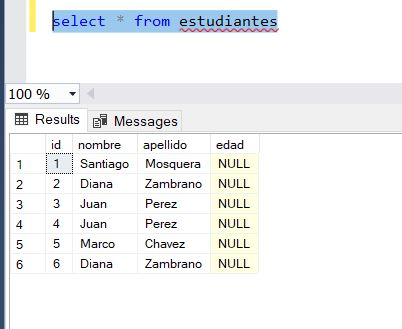 select * from estudiantes
100 %
Results Messages
id nombre apellido edad
1 1 Santiago Mosquera NULL
2 2 Diana Zambrano NULL
3 3 Juan Perez NULL
4 4 Juan Perez NULL
5 5 Marco Chavez NULL
6 6 Diana Zambrano NULL